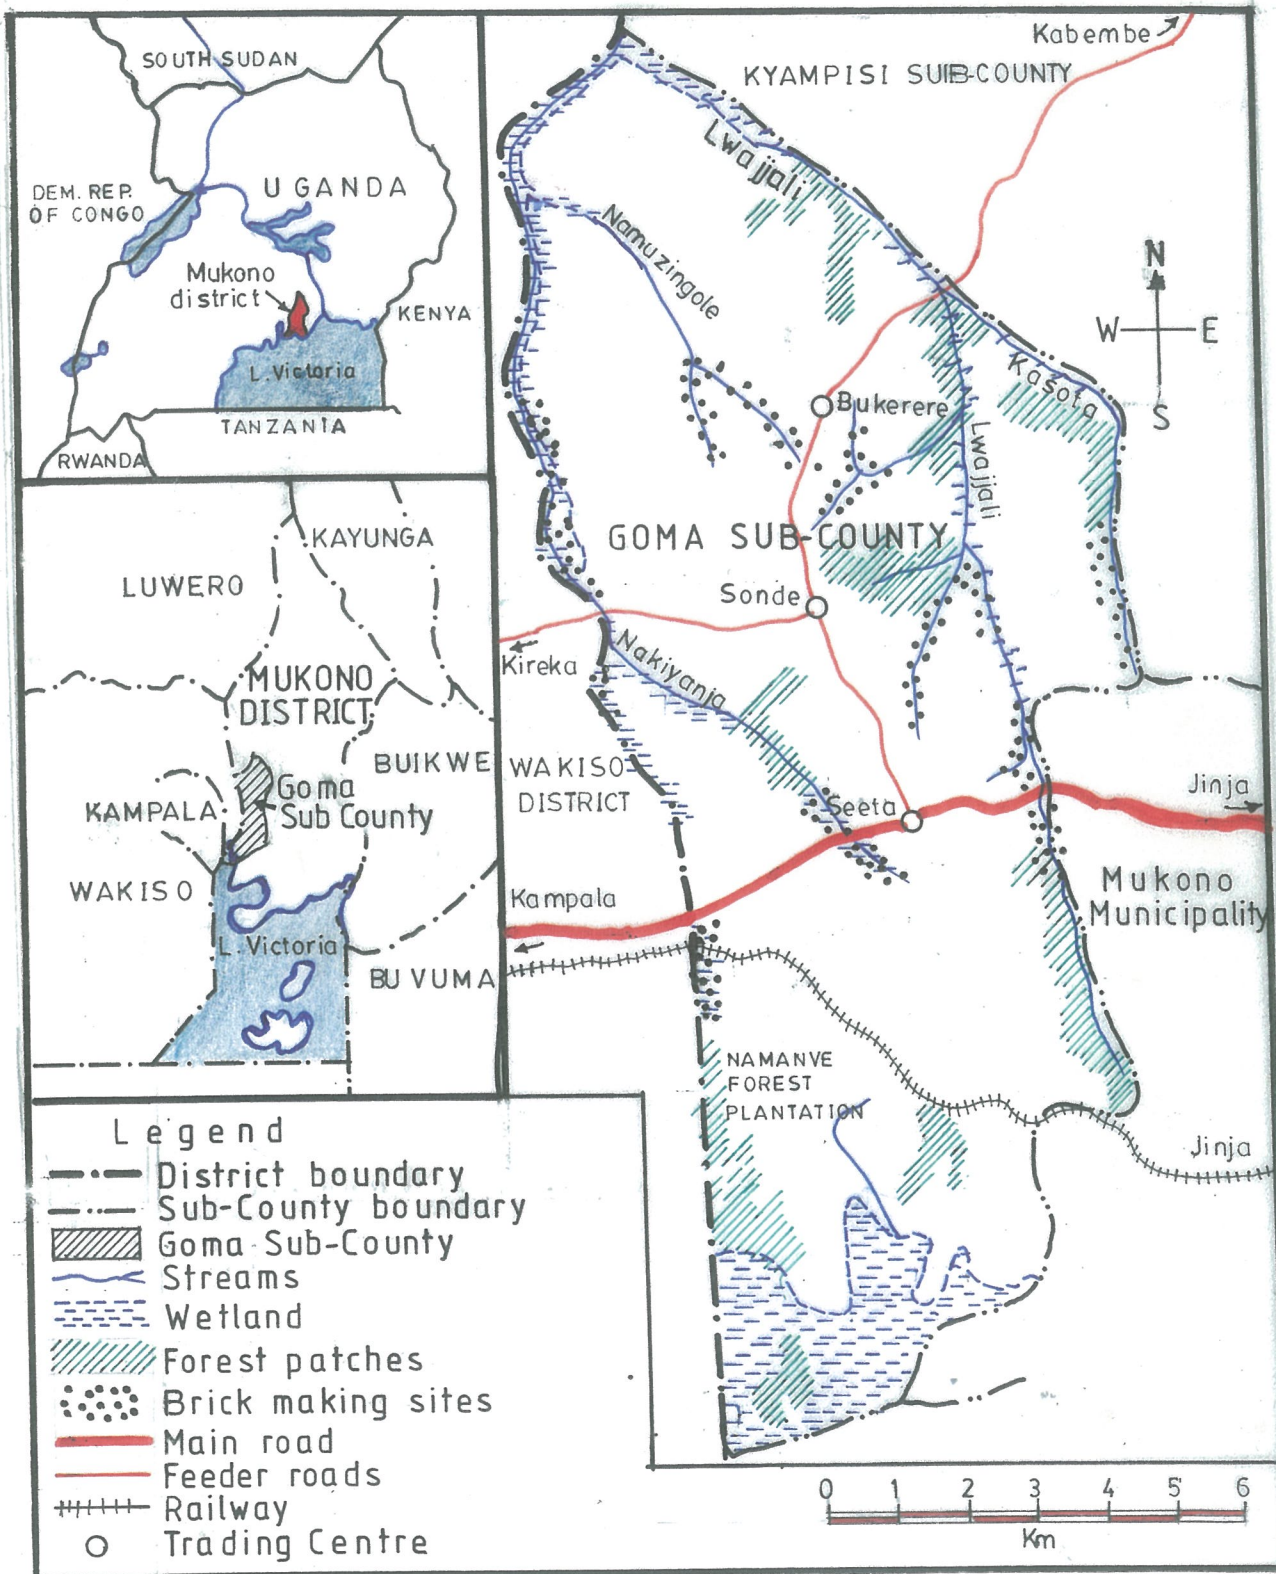 SOUTH SUDAN
DEM. REP.
OF CONGO
UGANDA
Mukono
district
KENYA
L. Victoria
TANZANIA
RWANDA
KAYUNGA
LUWERO
MUKONO
DISTRICT
BUIKWE
Goma
Sub County
KAMPALA
WAKISO
L. Victoria
BUVUMA
Kabembe
KYAMPISI SUIB-COUNTY
Lwajjali
Namuzingole
N
W
E
S
Kasota
Bukerere
Lwajjali
GOMA SUB-COUNTY
Sonde
Kireka
Nakiyanja
WAKISO
DISTRICT
Seeta
Jinja
Kampala
Mukono
Municipality
NAMANVE
FOREST
PLANTATION
Jinja
Legend
District boundary
Sub-County boundary
Goma Sub-County
Streams
Wetland
Forest patches
Brick making sites
Main road
Feeder roads
Railway
Trading Centre
0 1 2 3 4 5 6
Km